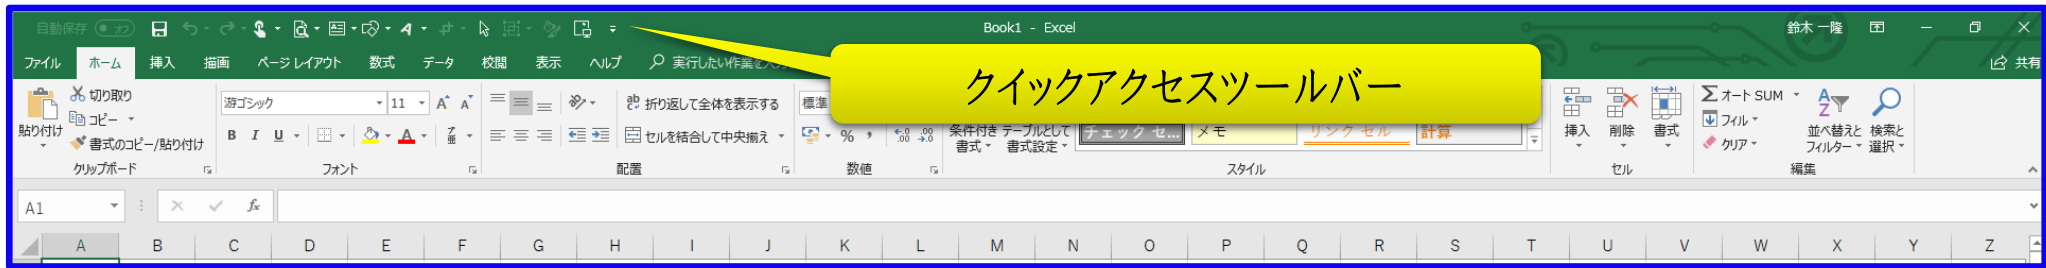 自動保存 オフ Book1 - Excel 鈴木 一隆
ファイル ホーム 挿入 描画 ページ レイアウト 数式 データ 校閲 表示 ヘルプ 実行したい作業を入力 共有
クイックアクセスツールバー
貼り付け 切り取り コピー 書式のコピー/貼り付け クリップボード
游ゴシック 11 A A B I U A フォント
ab 折り返して全体を表示する セルを結合して中央揃え 配置
標準 % , .00 数値
条件付き書式 テーブルとして書式設定 チェック セ... メモ リンク セル 計算 スタイル
挿入 削除 書式 セル
Σ オート SUM フィル クリア 並べ替えとフィルター 検索と選択 編集
A1 fx
A B C D E F G H I J K L M N O P Q R S T U V W X Y Z